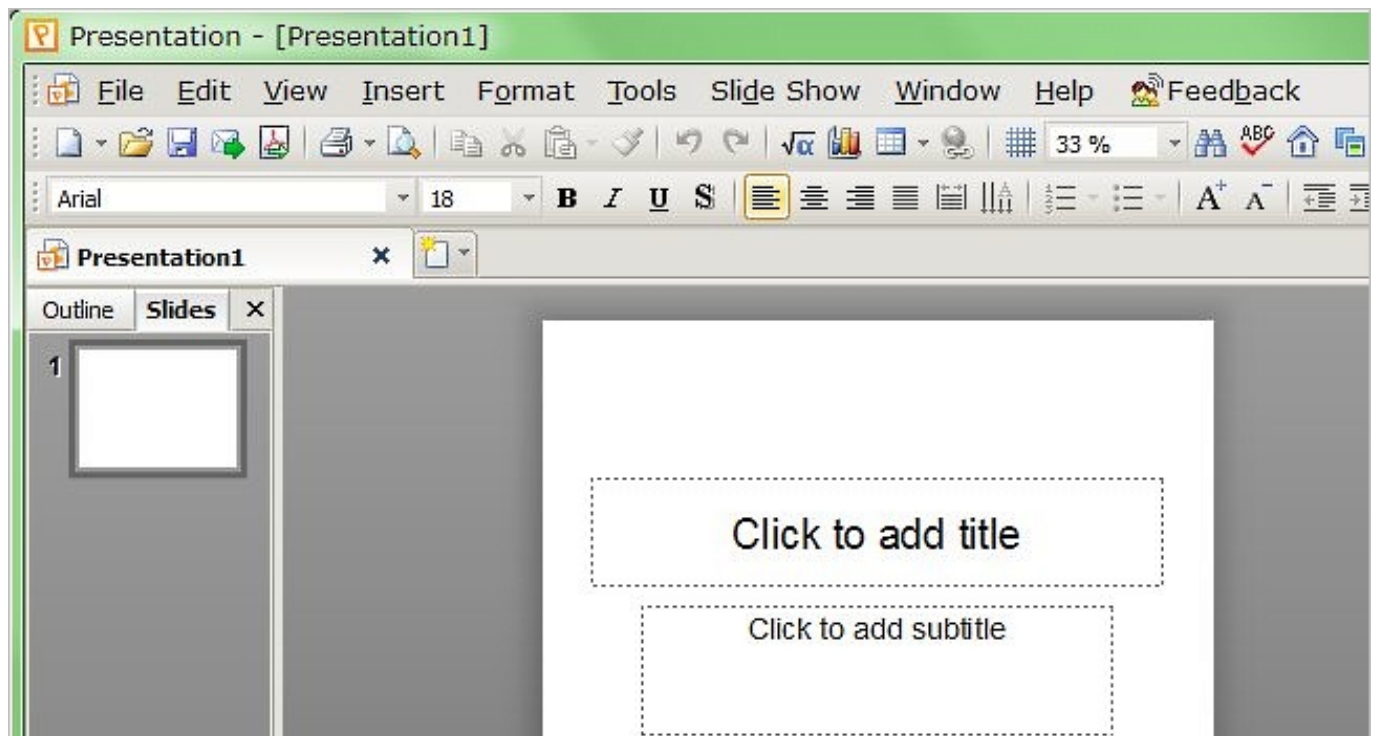 Presentation - [Presentation1]
File Edit View Insert Format Tools Slide Show Window Help Feedback
√α 33 % ABC
Arial 18 B I U S A+ A-
Presentation1
Outline Slides
1
Click to add title
Click to add subtitle